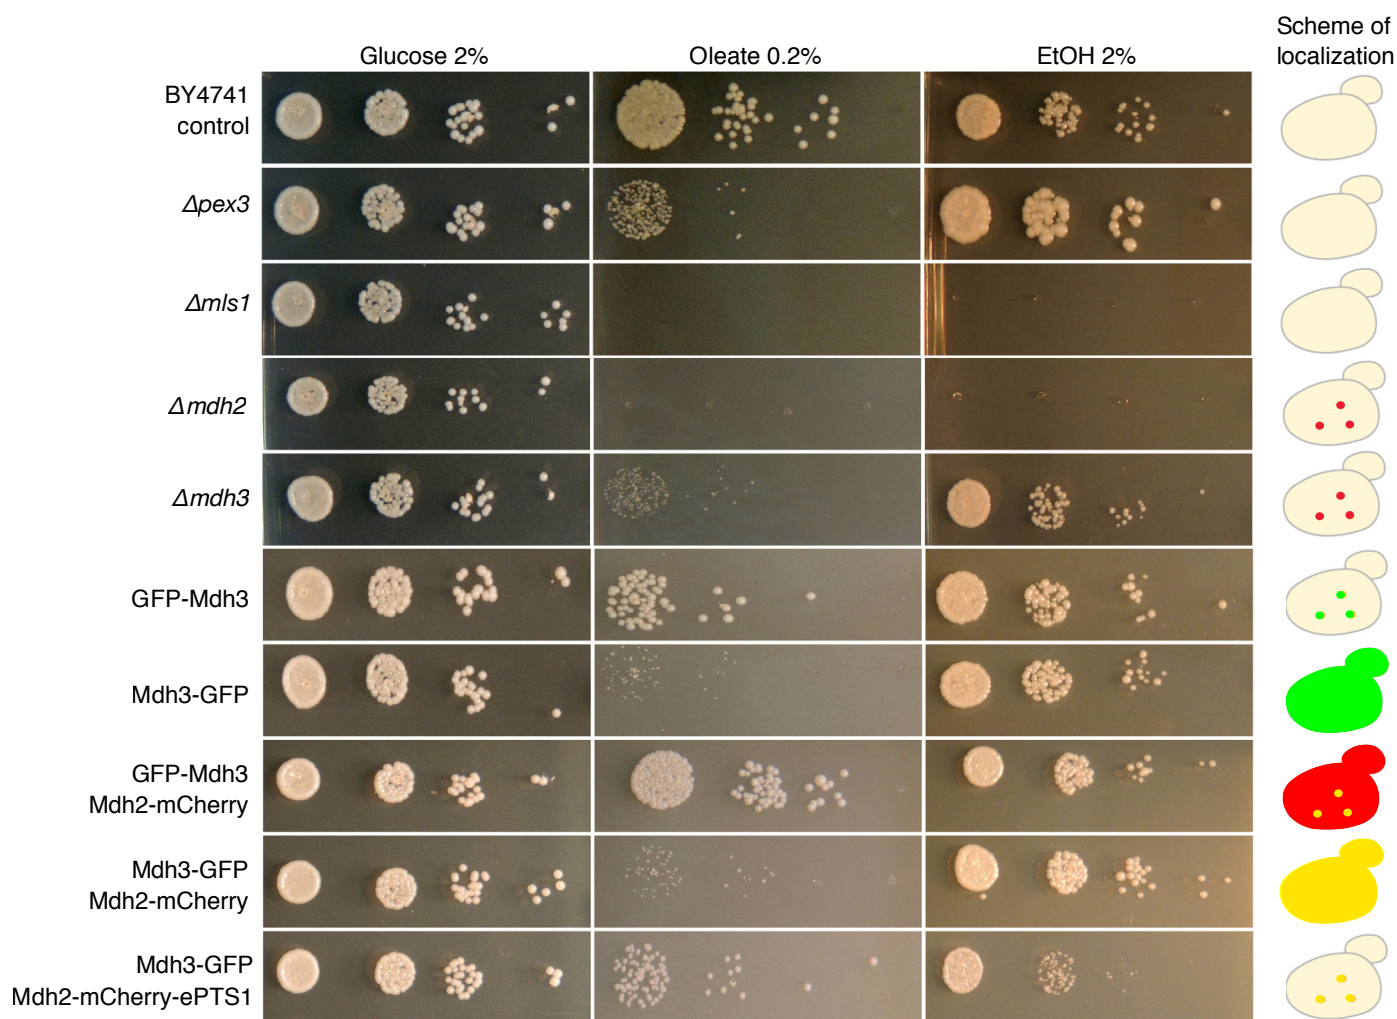 Glucose 2%
Oleate 0.2%
EtOH 2%
Scheme of
localization
BY4741
control
Δpex3
Δmls1
Δmdh2
Δmdh3
GFP-Mdh3
Mdh3-GFP
GFP-Mdh3
Mdh2-mCherry
Mdh3-GFP
Mdh2-mCherry
Mdh3-GFP
Mdh2-mCherry-ePTS1